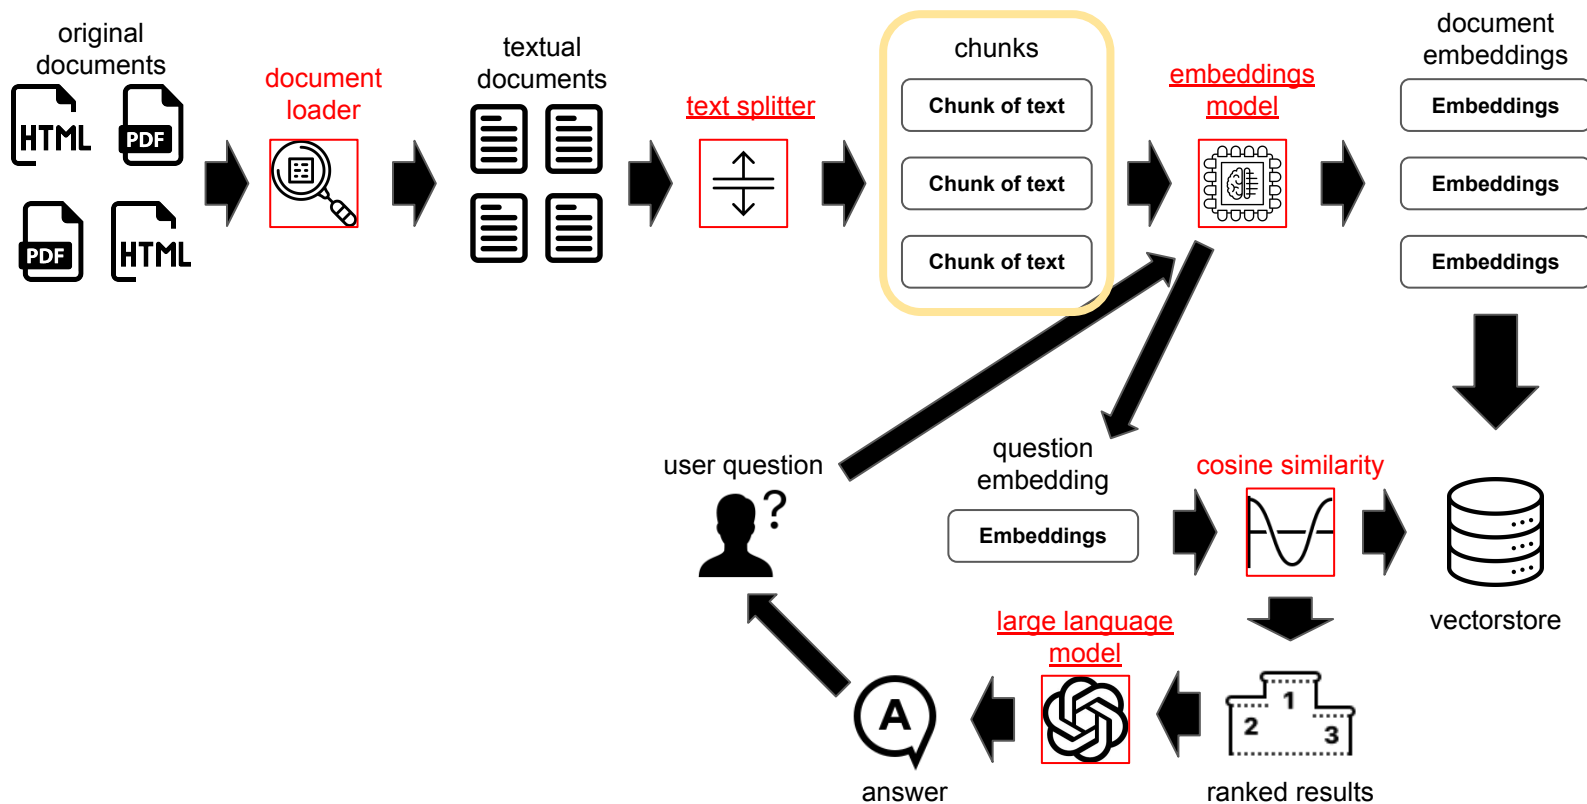 original
documents
HTML
PDF
PDF
HTML
document
loader
textual
documents
text splitter
chunks
Chunk of text
Chunk of text
Chunk of text
embeddings
model
document
embeddings
Embeddings
Embeddings
Embeddings
user question
?
question
embedding
Embeddings
cosine similarity
vectorstore
large language
model
1
2
3
ranked results
A
answer